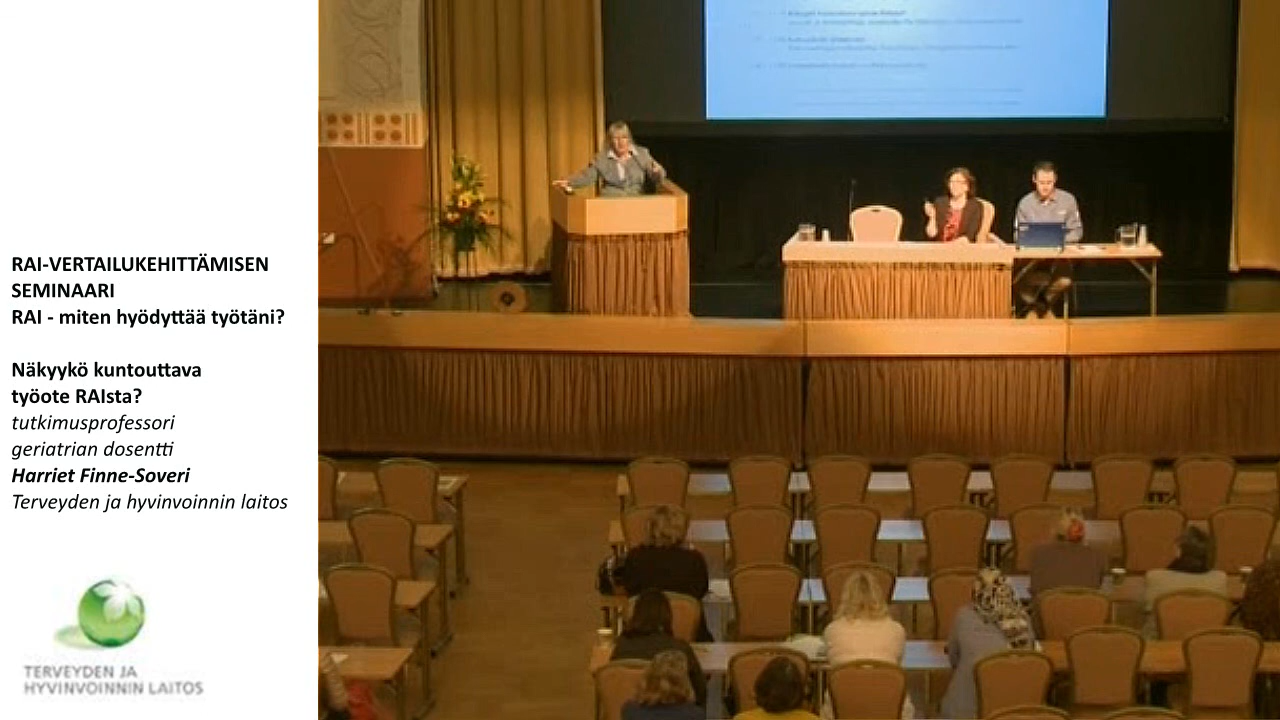 RAI-VERTAILUKEHITTÄMISEN
SEMINAARI
RAI - miten hyödyttää työtäni?
Näkyykö kuntouttava
työote RAIsta?
tutkimusprofessori
geriatrian dosentti
Harriet Finne-Soveri
Terveyden ja hyvinvoinnin laitos
TERVEYDEN JA
HYVINVOINNIN LAITOS